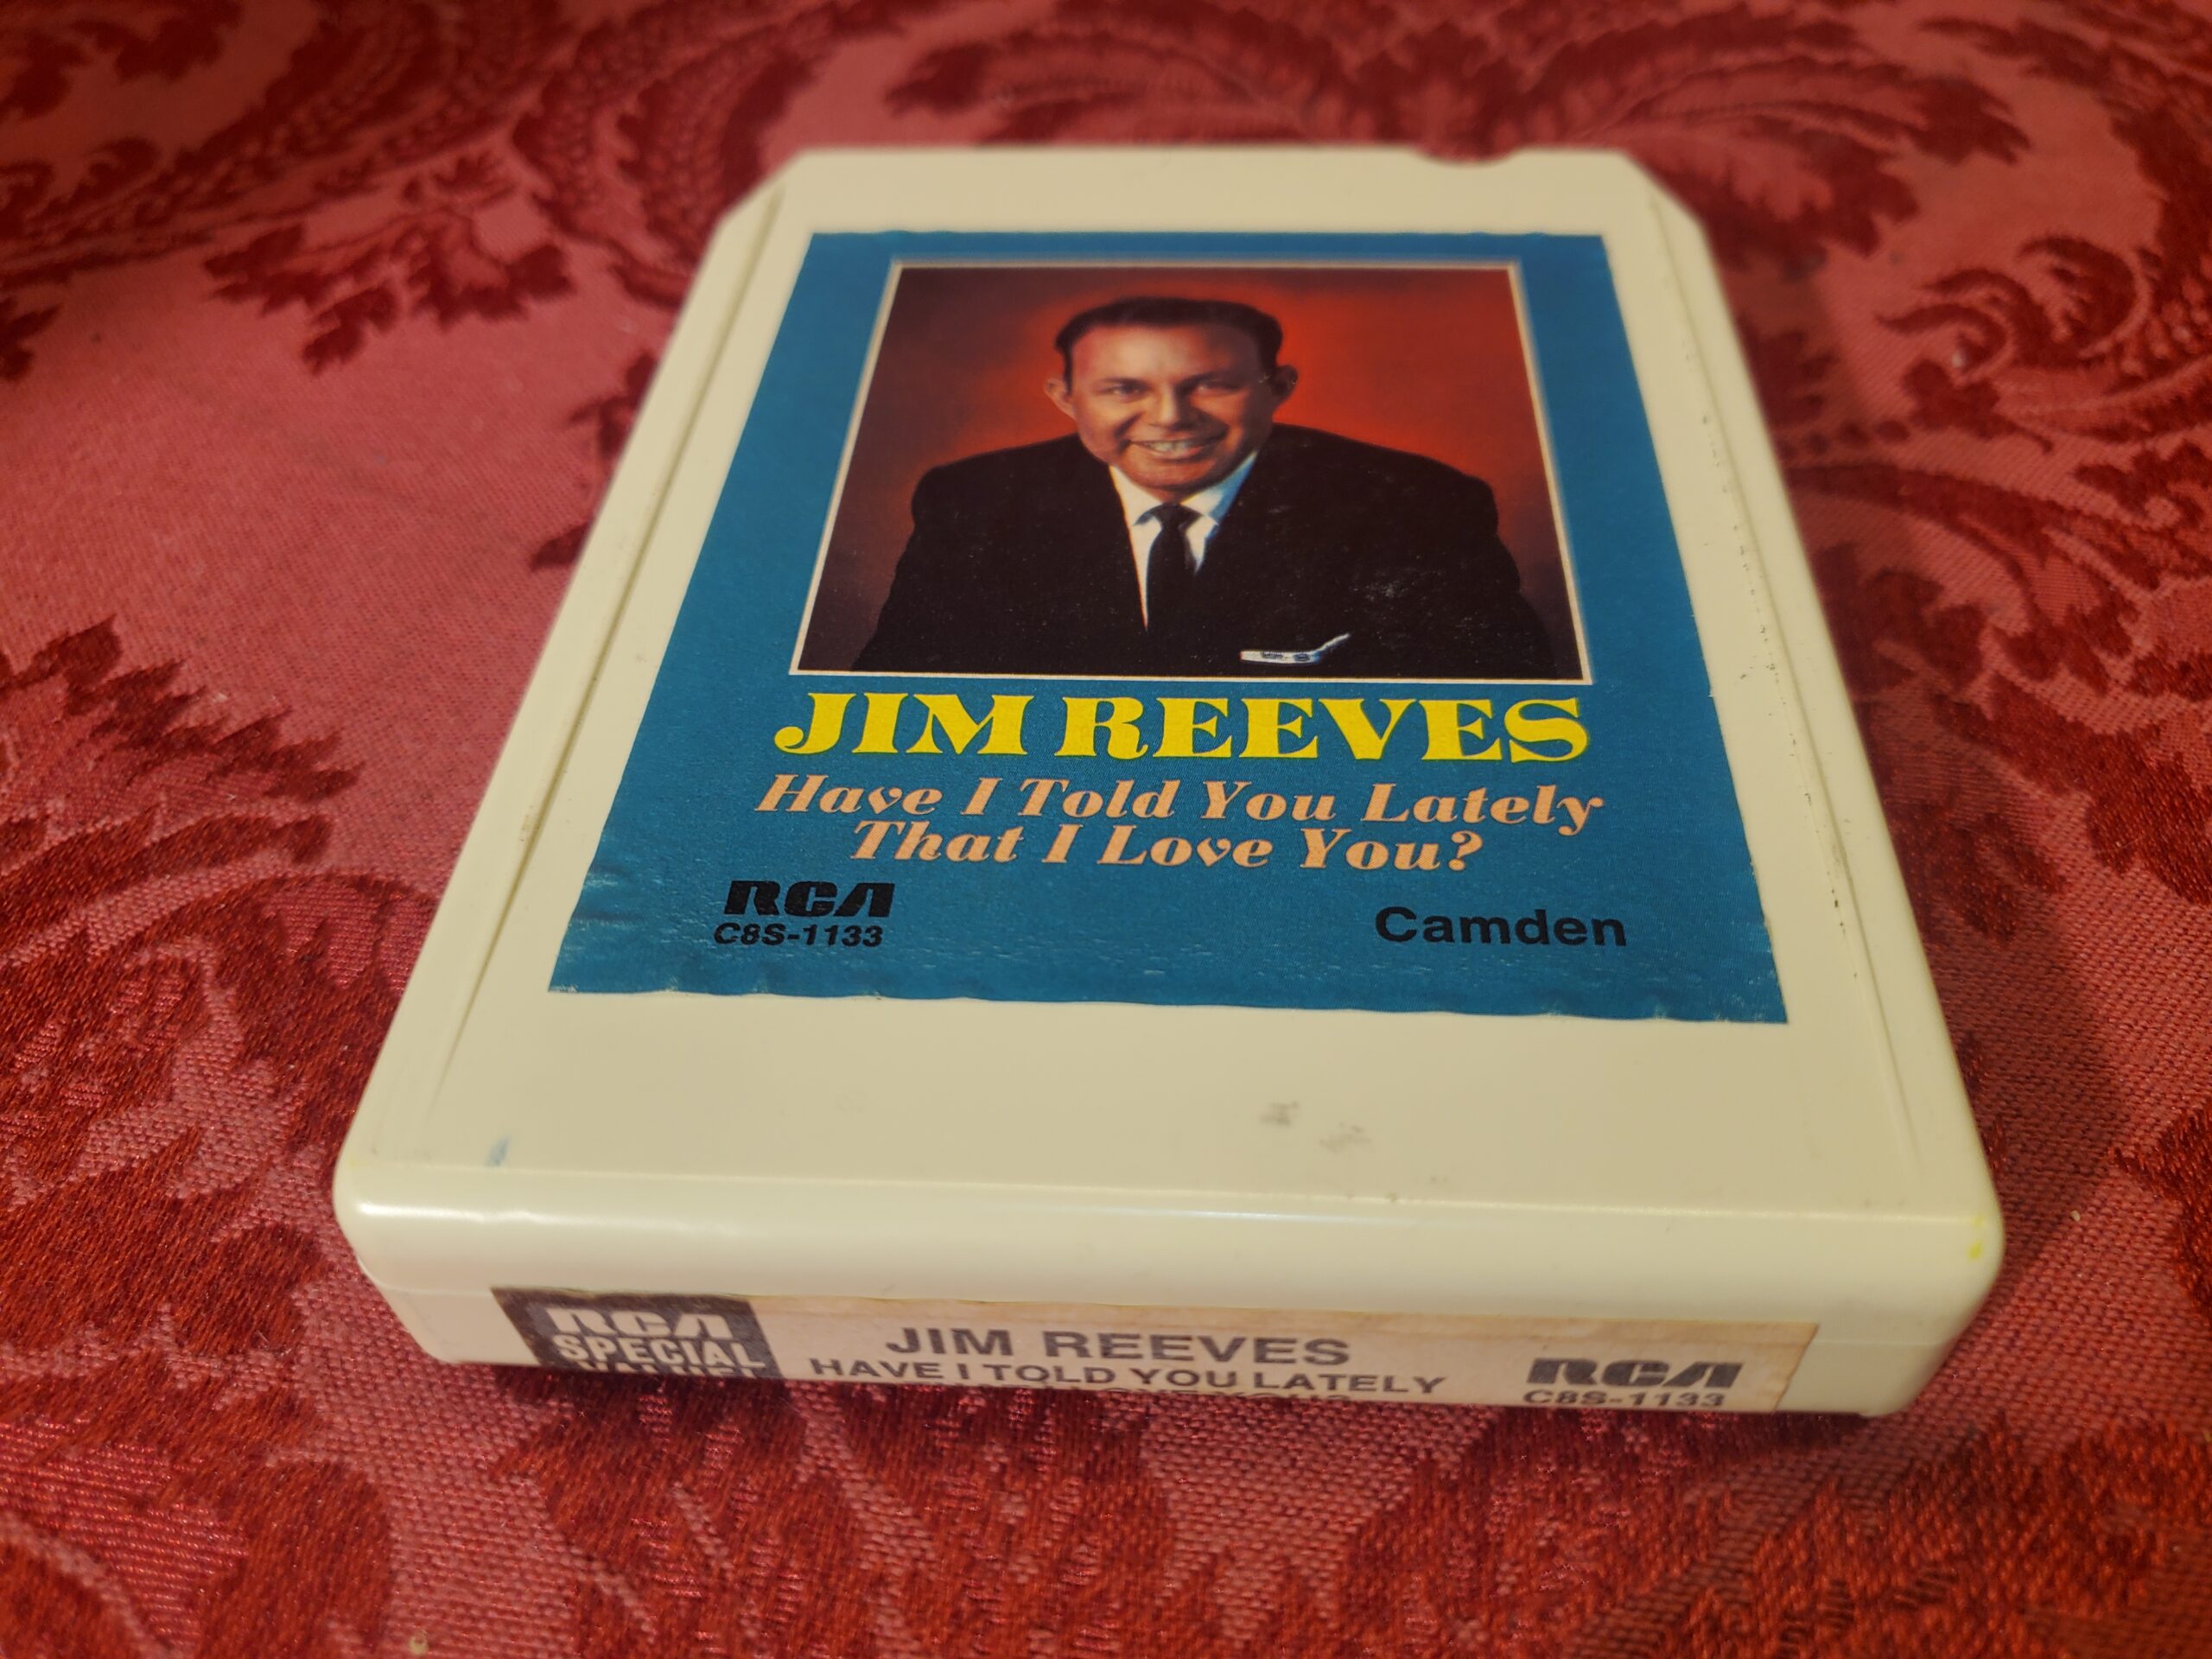 JIM REEVES
Have I Told You Lately
That I Love You?
RCA
C8S-1133
Camden
RCA
SPECIAL
JIM REEVES
HAVE I TOLD YOU LATELY
RCA
C8S-1133